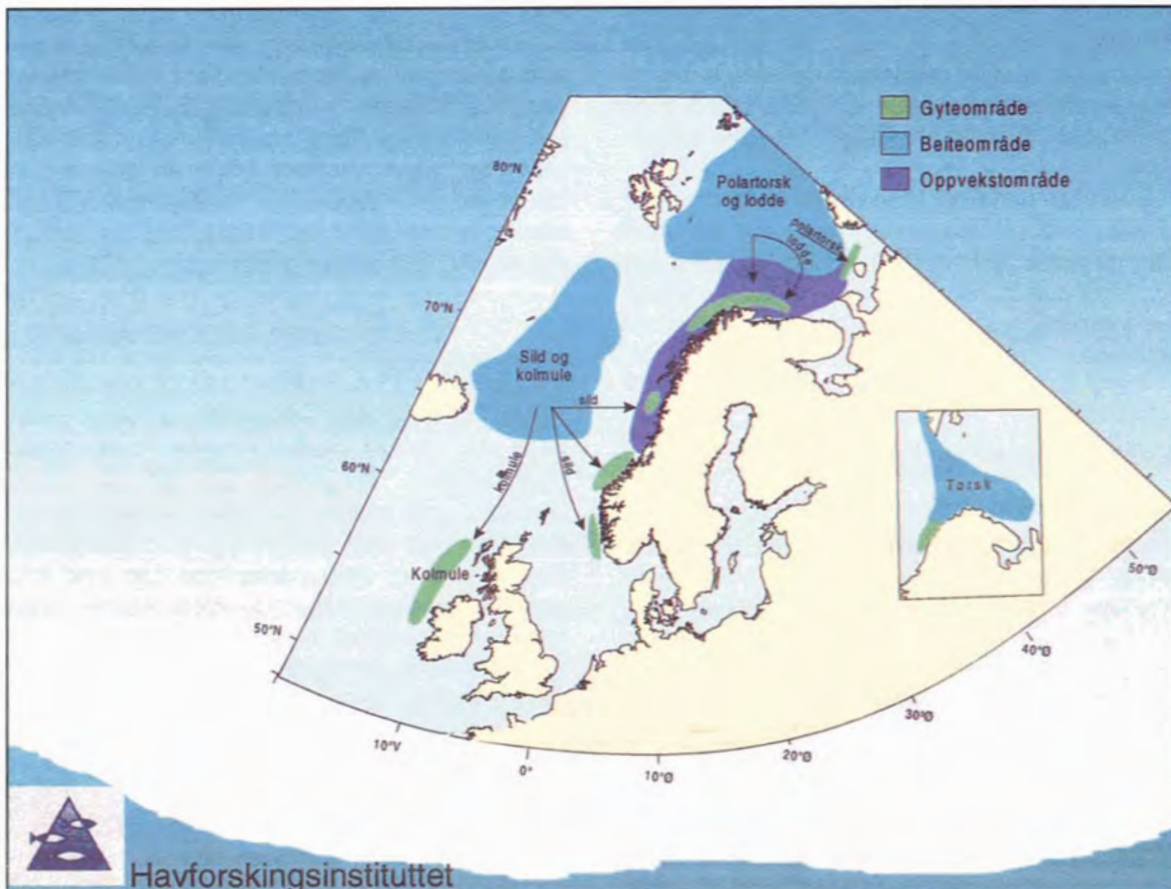 Gyteområde
Beiteområde
Oppvekstområde
80°N
Polartorsk
og lodde
polartorsk
lodde
70°N
Sild og
kolmule
sild
kolmule
sild
60°N
Torsk
Kolmule
50°N
50°Ø
40°Ø
30°Ø
20°Ø
10°V
0°
10°Ø
Havforskingsinstituttet